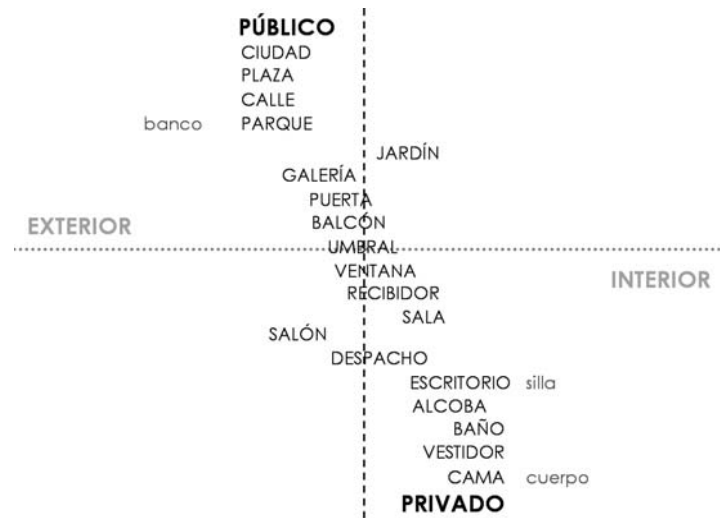 PÚBLICO
CIUDAD
PLAZA
CALLE
banco PARQUE
JARDÍN
GALERÍA
PUERTA
BALCÓN
EXTERIOR
UMBRAL
VENTANA
INTERIOR
RECIBIDOR
SALA
SALÓN
DESPACHO
ESCRITORIO silla
ALCOBA
BAÑO
VESTIDOR
CAMA cuerpo
PRIVADO